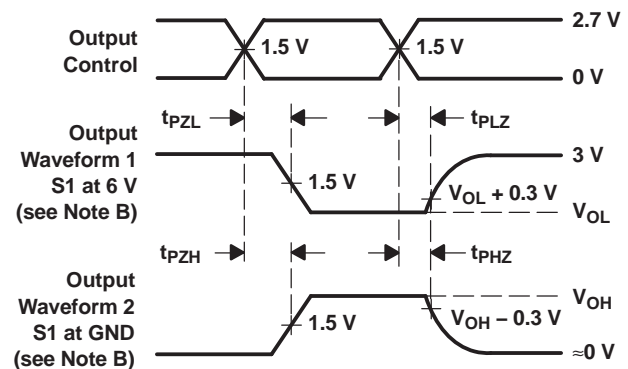 Output
Control
1.5 V
1.5 V
2.7 V
0 V
tPZL
tPLZ
Output
Waveform 1
S1 at 6 V
(see Note B)
1.5 V
3 V
VOL + 0.3 V
VOL
tPZH
tPHZ
Output
Waveform 2
S1 at GND
(see Note B)
1.5 V
VOH
VOH – 0.3 V
≈0 V